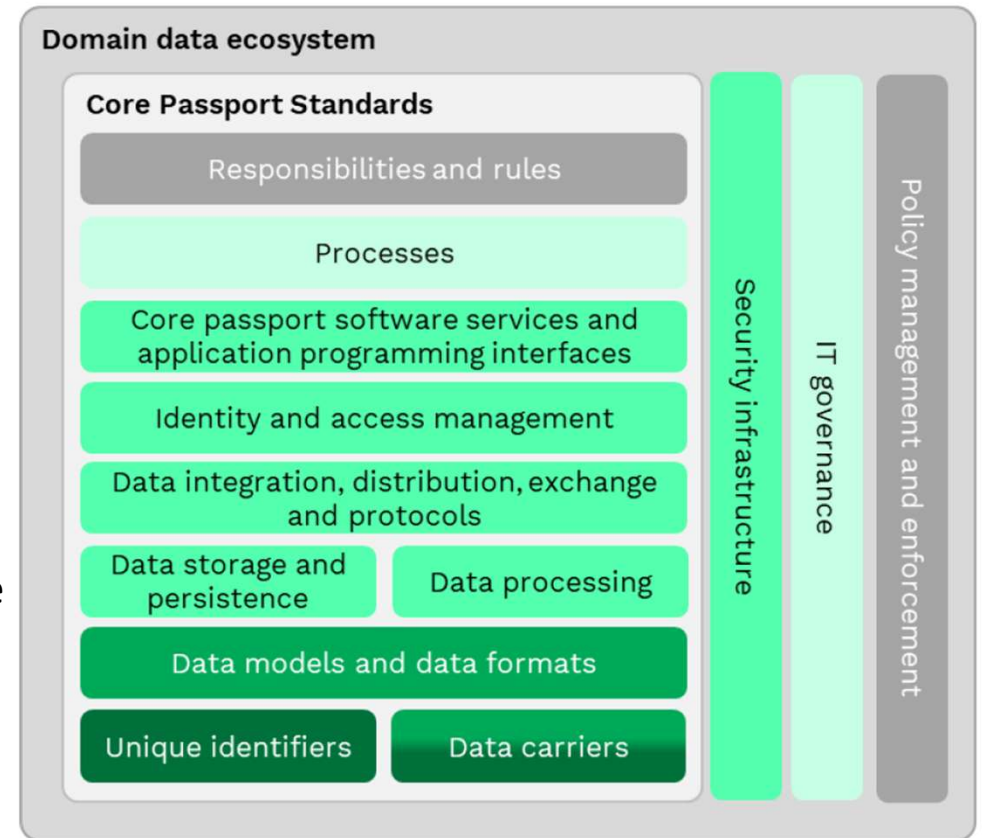 Domain data ecosystem
Core Passport Standards
Responsibilities and rules
Processes
Core passport software services and
application programming interfaces
Identity and access management
Data integration, distribution, exchange
and protocols
Data storage and
persistence
Data processing
Data models and data formats
Unique identifiers
Data carriers
Security infrastructure
IT governance
Policy management and enforcement